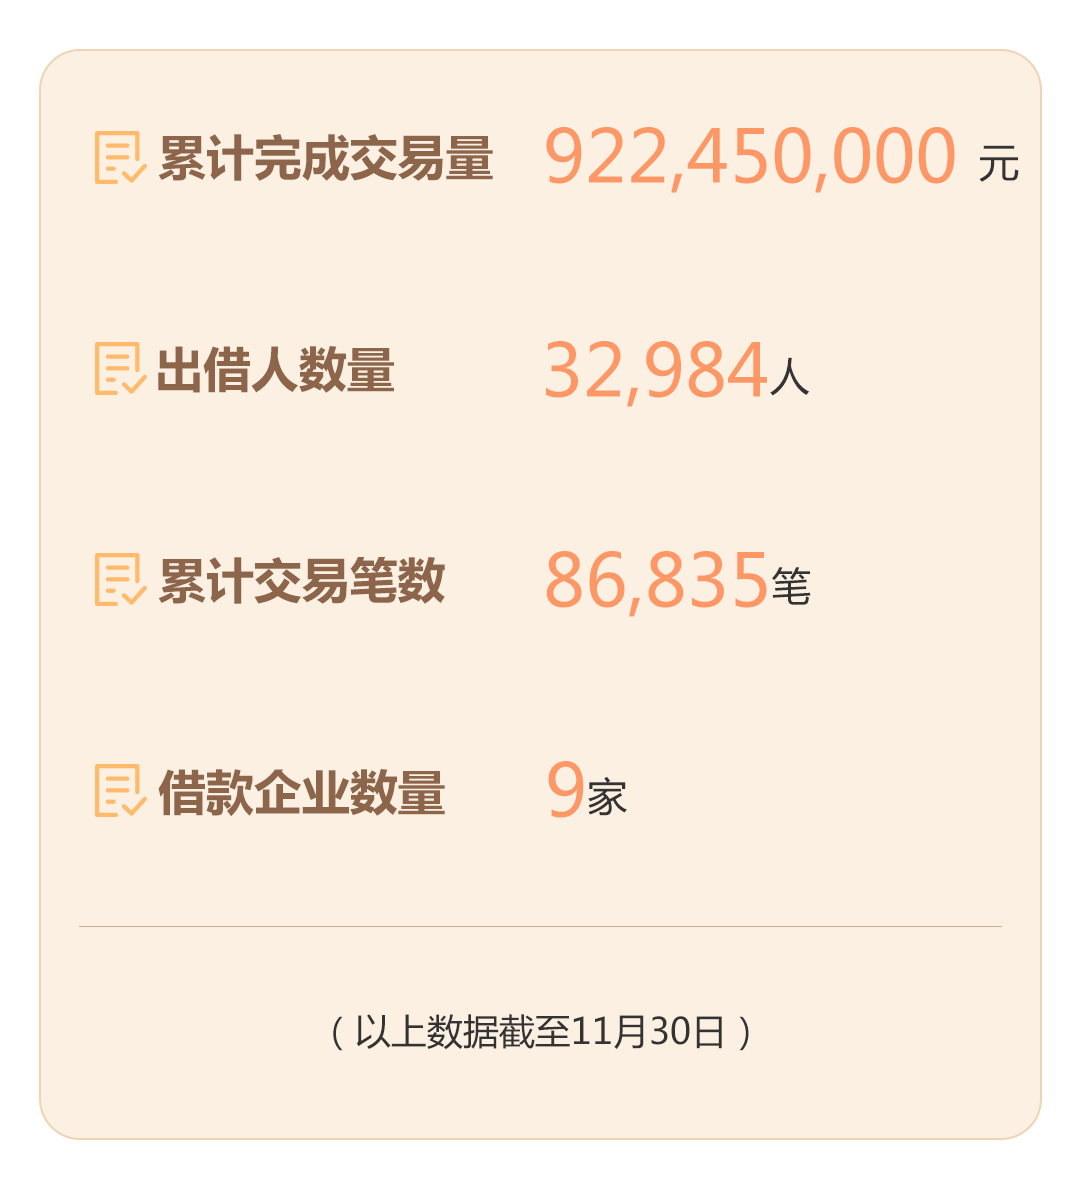 累计完成交易量 922,450,000 元
出借人数量 32,984人
累计交易笔数 86,835笔
借款企业数量 9家
（以上数据截至11月30日）